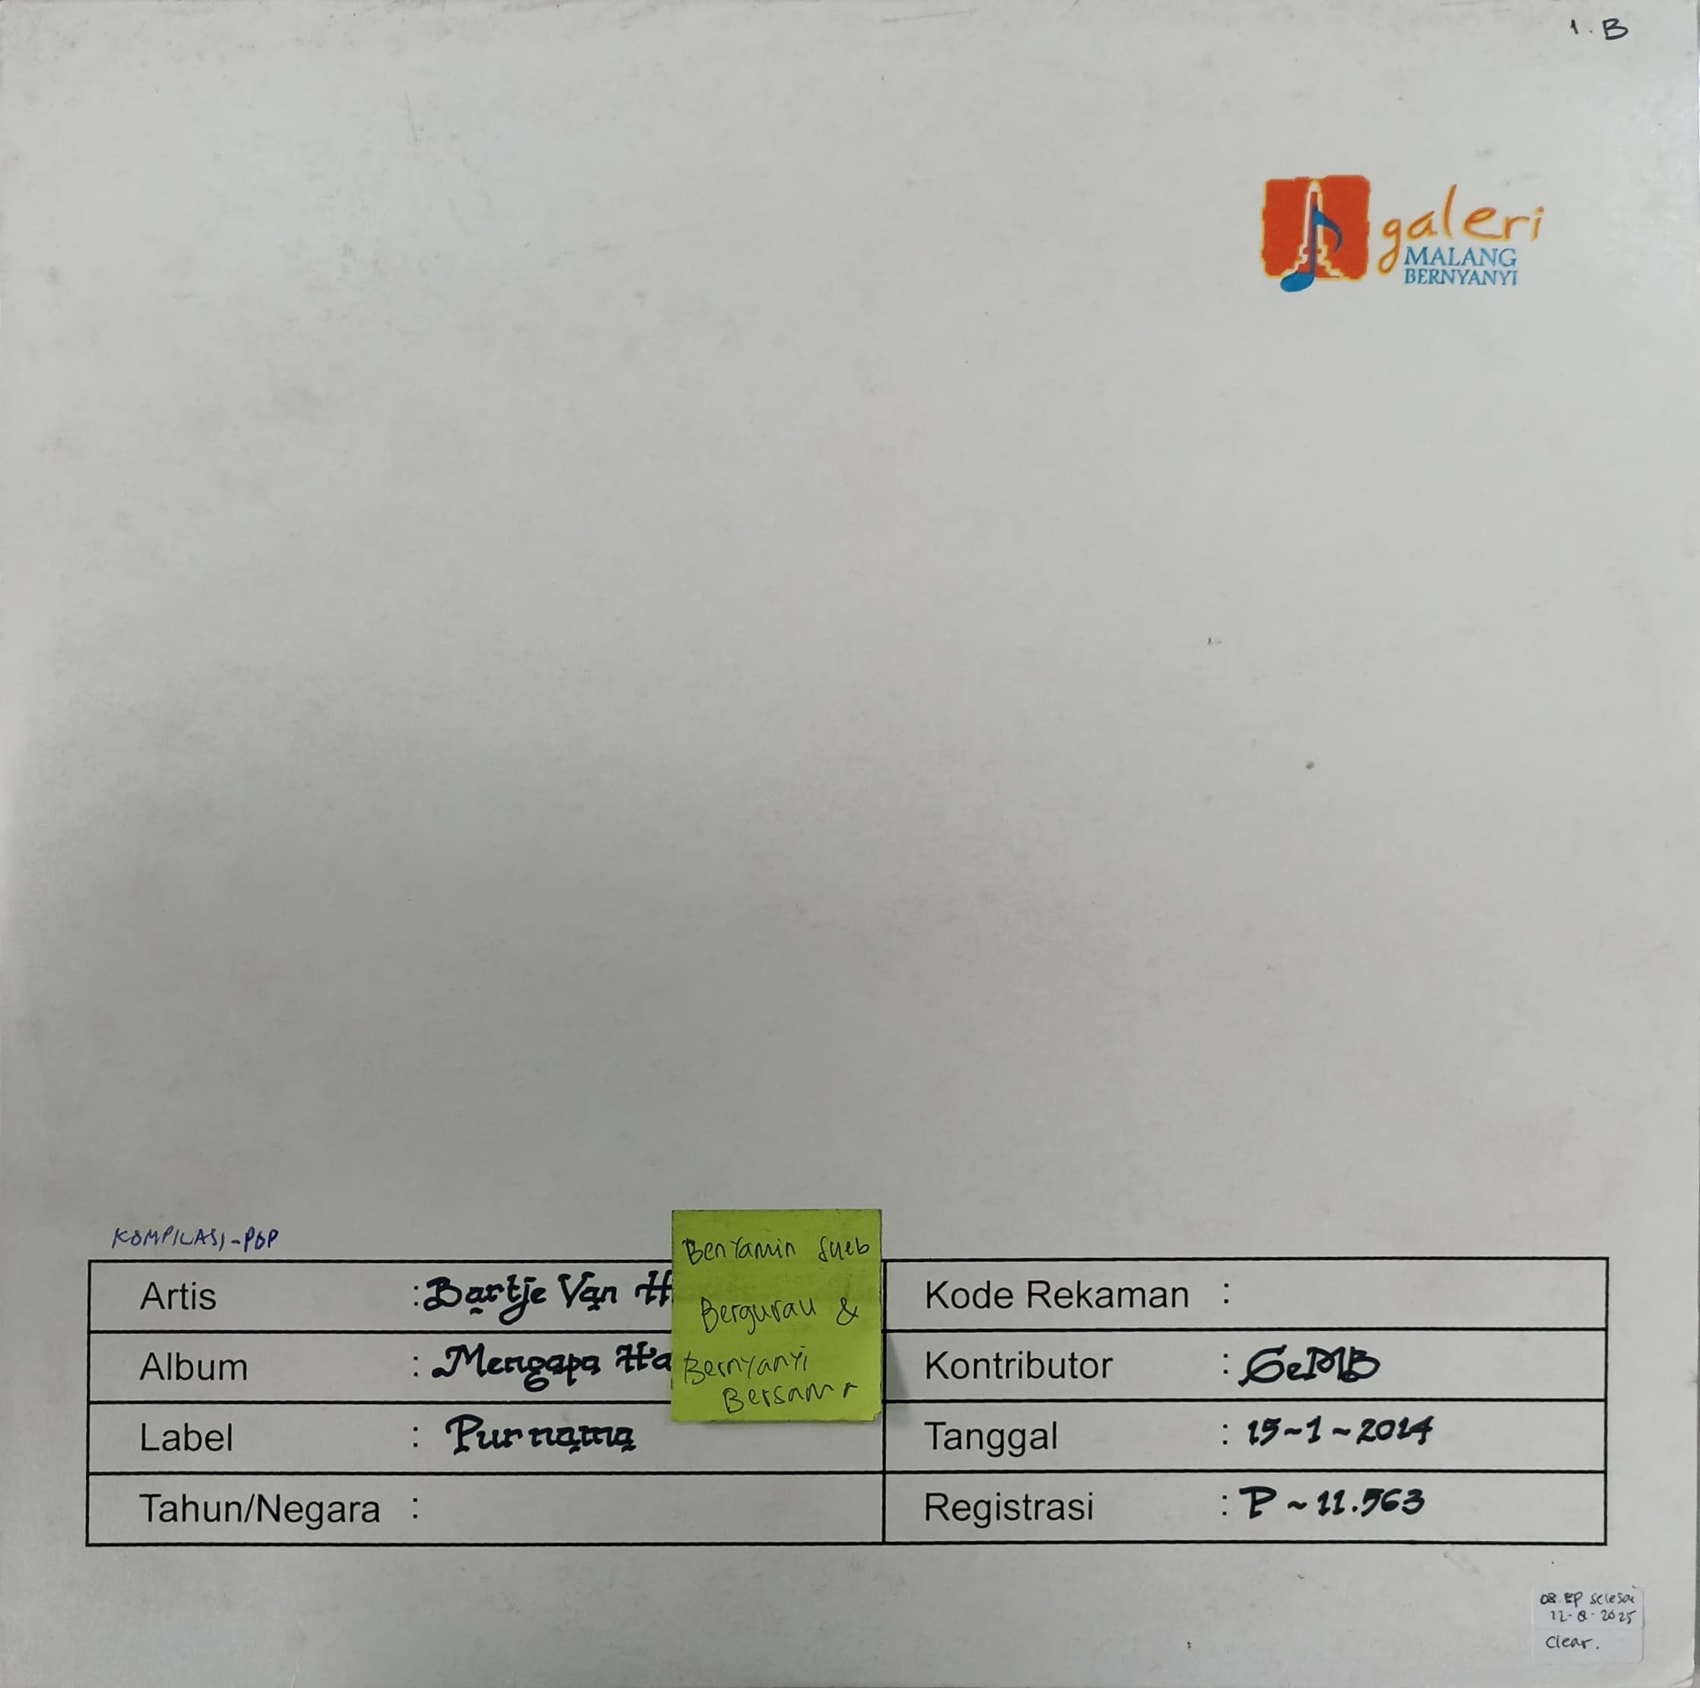 1. B
galeri
MALANG
BERNYANYI
KOMPILASI-POP
Artis : Bartje Van H
Album : Mengapa Ha
Label : Purnama
Tahun/Negara :
Benyamin Sueb
Bergurau &
Bernyanyi
Bersama
Kode Rekaman :
Kontributor : GeMB
Tanggal : 15~1~2014
Registrasi : P~11.563
08. EP selesai
12-8-2025
Clear.